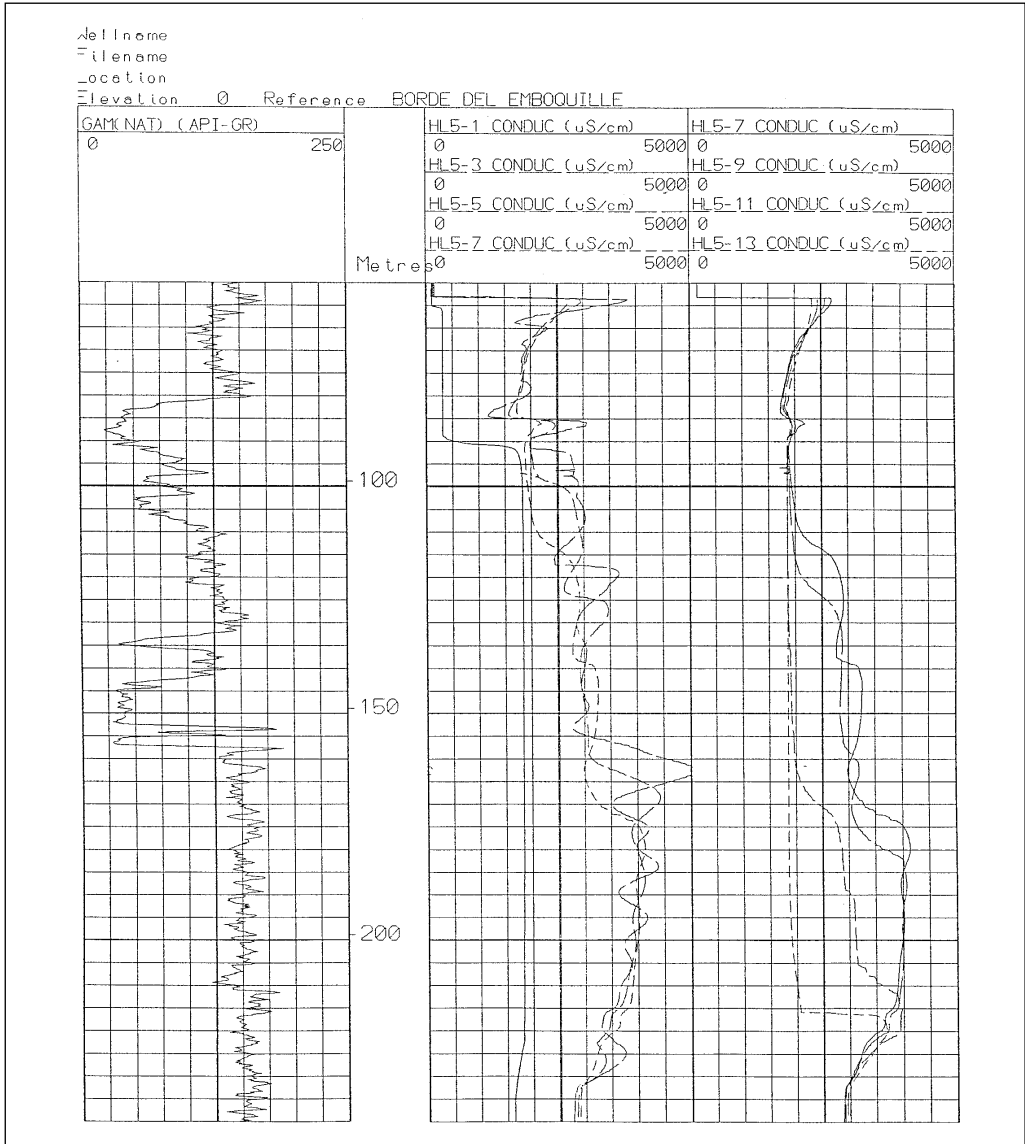 Wellname
Filename
Location
Elevation 0 Reference BORDE DEL EMBOQUILLE
GAM(NAT) (API-GR)
0 250
Metres
HL5-1 CONDUC (uS/cm)
0 5000
HL5-3 CONDUC (uS/cm)
0 5000
HL5-5 CONDUC (uS/cm)
0 5000
HL5-7 CONDUC (uS/cm)
0 5000
HL5-7 CONDUC (uS/cm)
0 5000
HL5-9 CONDUC (uS/cm)
0 5000
HL5-11 CONDUC (uS/cm)
0 5000
HL5-13 CONDUC (uS/cm)
0 5000
100
150
200